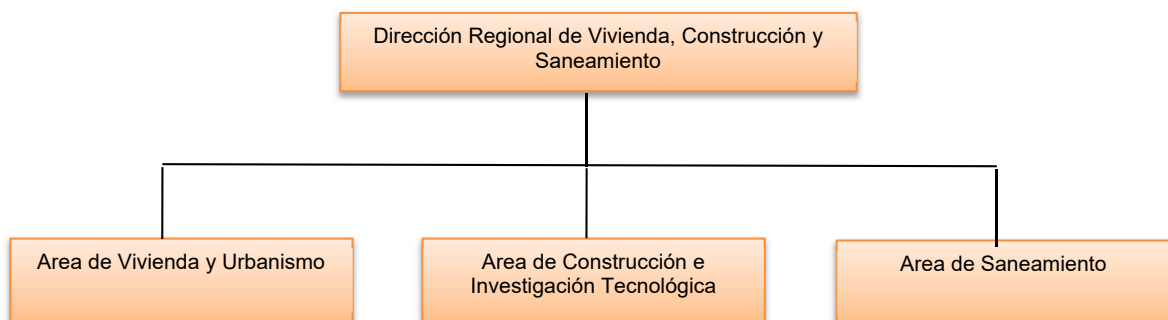 Dirección Regional de Vivienda, Construcción y
Saneamiento
Area de Vivienda y Urbanismo
Area de Construcción e
Investigación Tecnológica
Area de Saneamiento